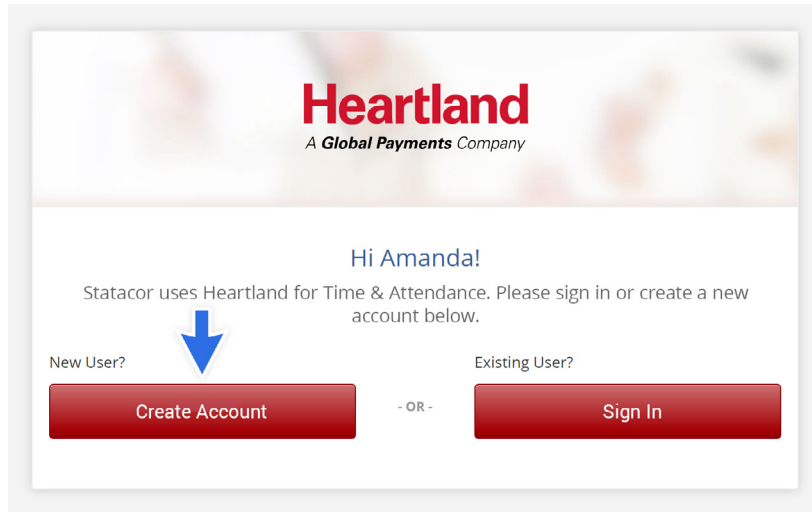 Heartland
A Global Payments Company
Hi Amanda!
Statacor uses Heartland for Time & Attendance. Please sign in or create a new
account below.
New User?
Existing User?
Create Account
- OR -
Sign In